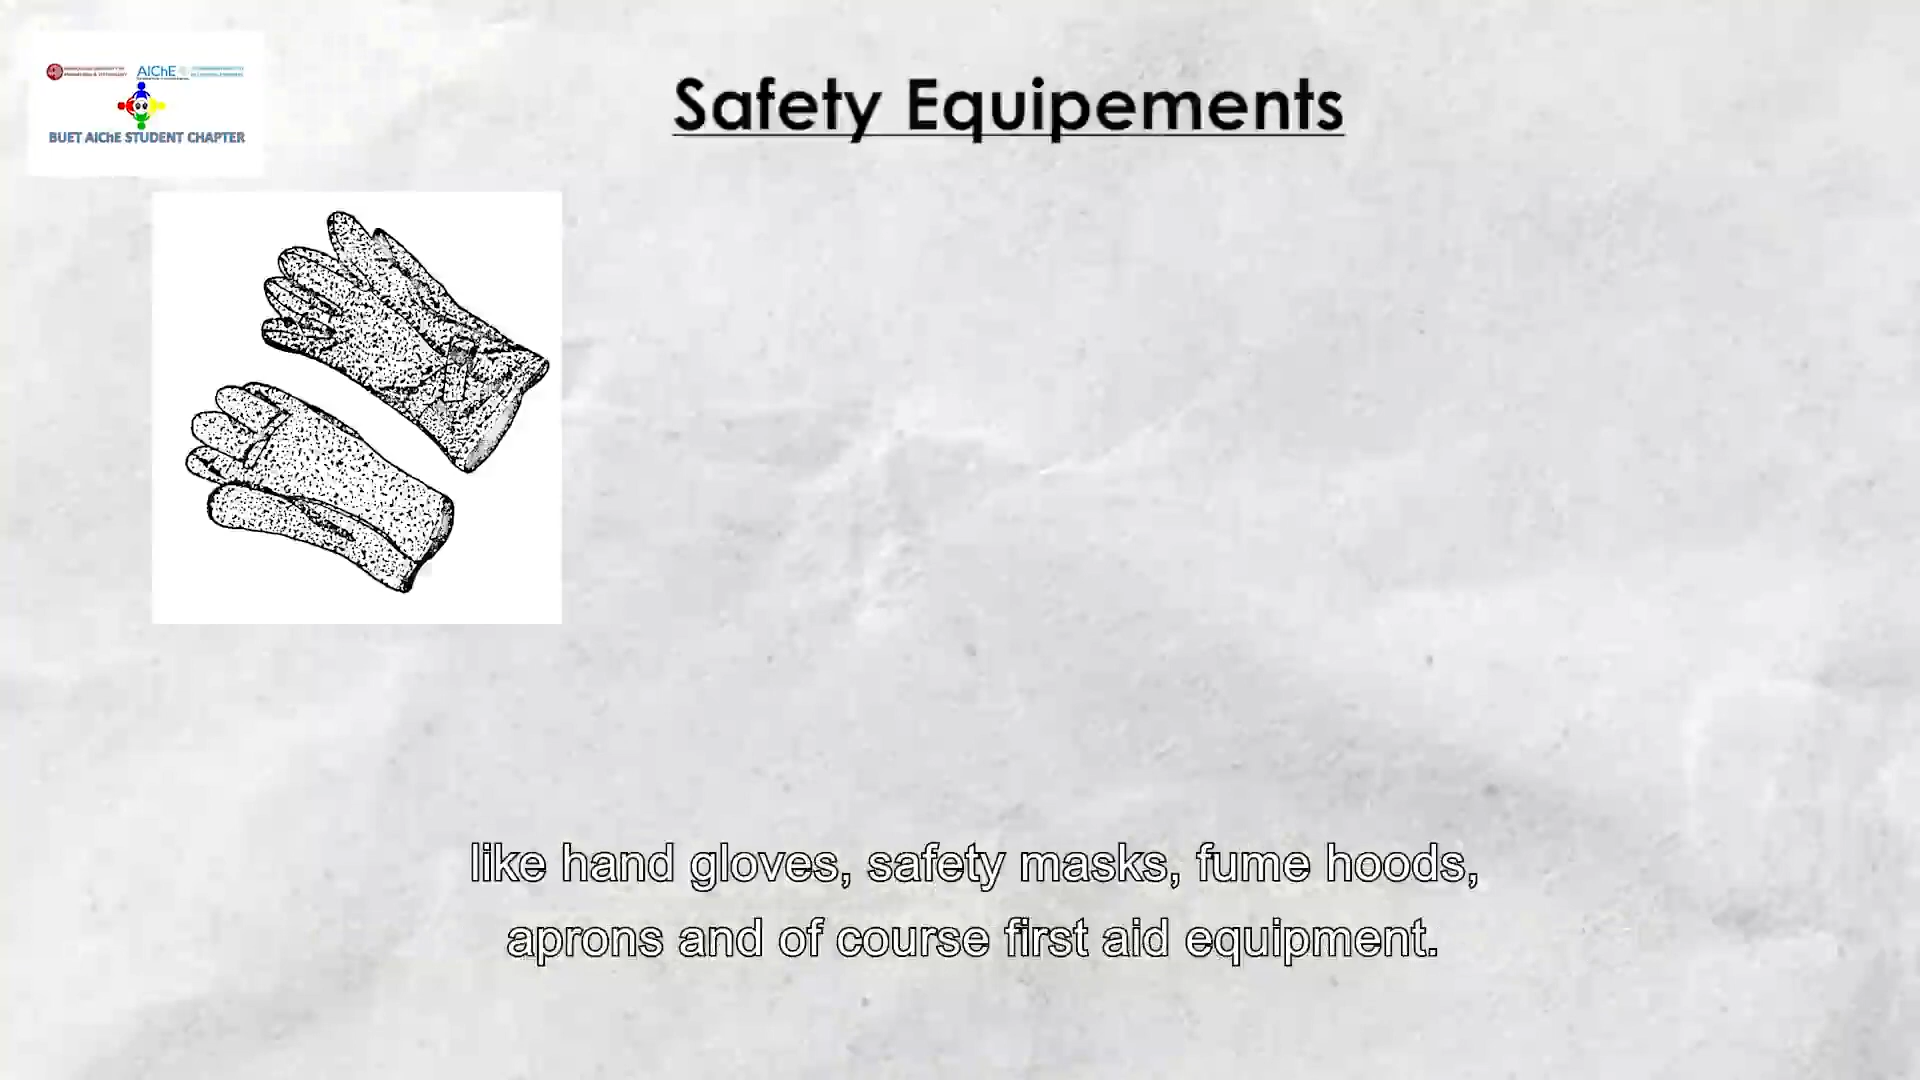 AIChE
BUET AIChE STUDENT CHAPTER
Safety Equipements
like hand gloves, safety masks, fume hoods,
aprons and of course first aid equipment.